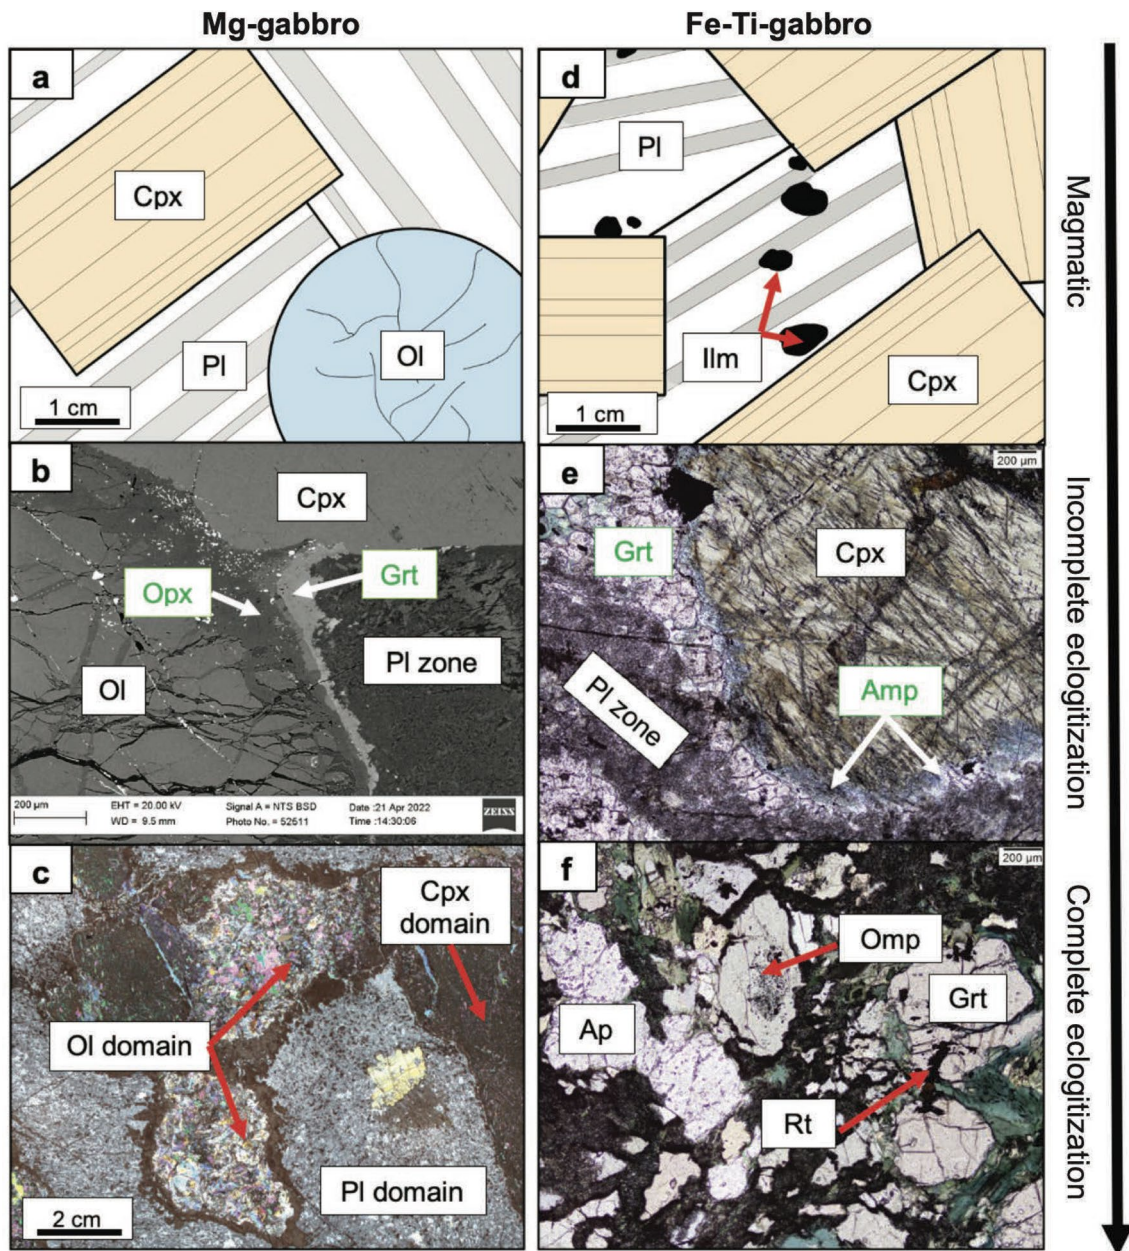 Mg-gabbro
Fe-Ti-gabbro
a
Cpx
Pl
Ol
1 cm
d
Pl
Ilm
Cpx
1 cm
Magmatic
b
Cpx
Opx
Grt
Ol
Pl zone
200 µm
EHT = 20.00 kV
WD = 9.5 mm
Signal A = NTS BSD
Photo No. = 52511
Date :21 Apr 2022
Time :14:30:06
ZEISS
e
200 µm
Grt
Cpx
Amp
Pl zone
Incomplete eclogitization
c
Cpx
domain
Ol domain
Pl domain
2 cm
f
200 µm
Omp
Grt
Ap
Rt
Complete eclogitization